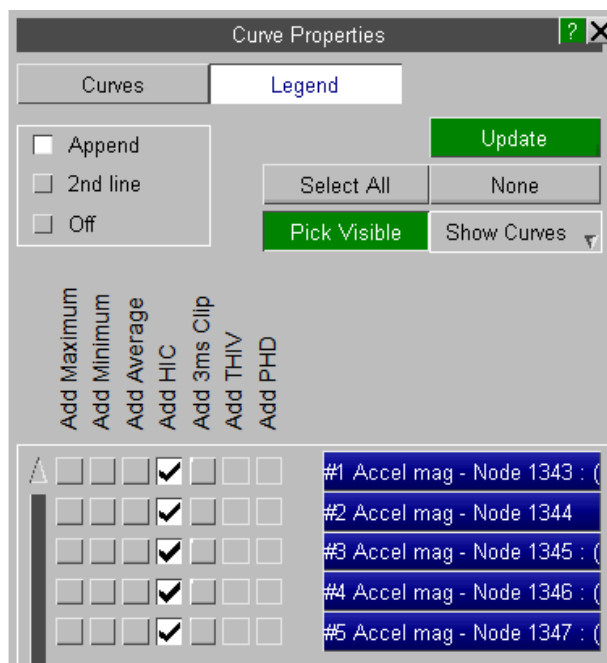 Curve Properties
?
X
Curves
Legend
Append
2nd line
Off
Update
Select All
None
Pick Visible
Show Curves
Add Maximum
Add Minimum
Add Average
Add HIC
Add 3ms Clip
Add THIV
Add PHD
#1 Accel mag - Node 1343 : (
#2 Accel mag - Node 1344
#3 Accel mag - Node 1345 : (
#4 Accel mag - Node 1346 : (
#5 Accel mag - Node 1347 : (